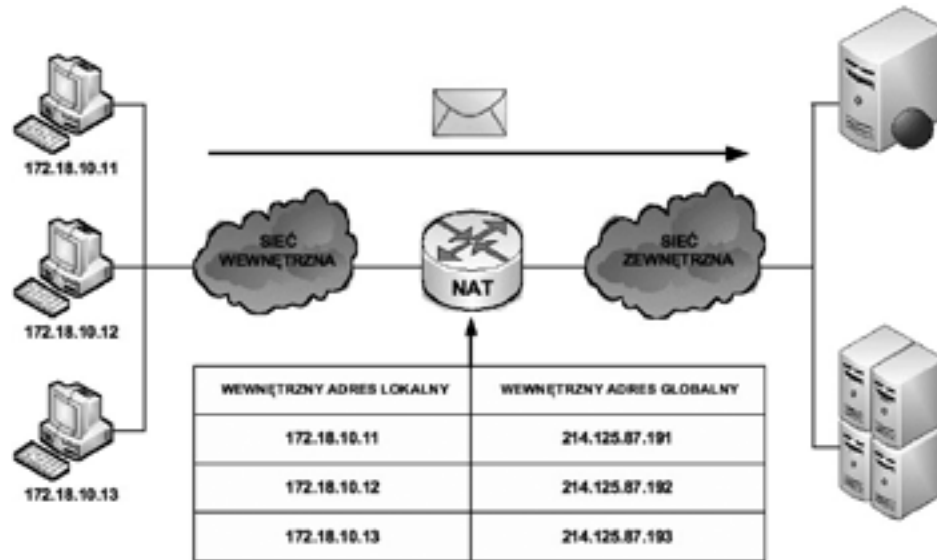 172.18.10.11
SIEĆ
WEWNĘTRZNA
NAT
SIEĆ
ZEWNĘTRZNA
172.18.10.12
172.18.10.13
WEWNĘTRZNY ADRES LOKALNY
WEWNĘTRZNY ADRES GLOBALNY
172.18.10.11
214.125.87.191
172.18.10.12
214.125.87.192
172.18.10.13
214.125.87.193